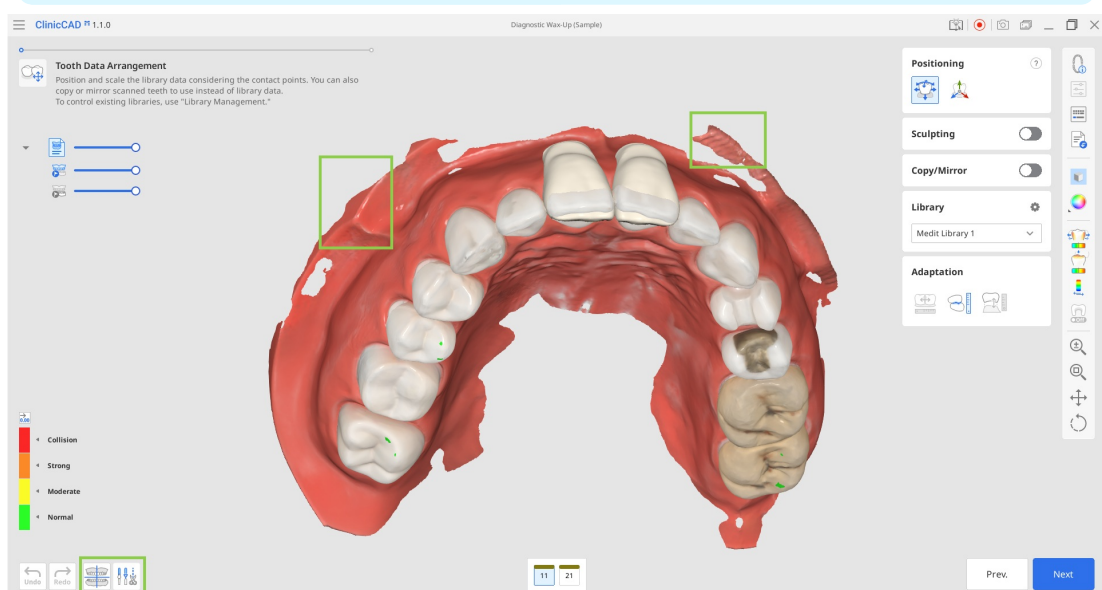 ClinicCAD 1.1.0
Diagnostic Wax-Up (Sample)
Tooth Data Arrangement
Position and scale the library data considering the contact points. You can also
copy or mirror scanned teeth to use instead of library data.
To control existing libraries, use "Library Management."
Positioning
?
Sculpting
Copy/Mirror
Library
Medit Library 1
Adaptation
0.00
Collision
Strong
Moderate
Normal
Undo
Redo
11
21
Prev.
Next